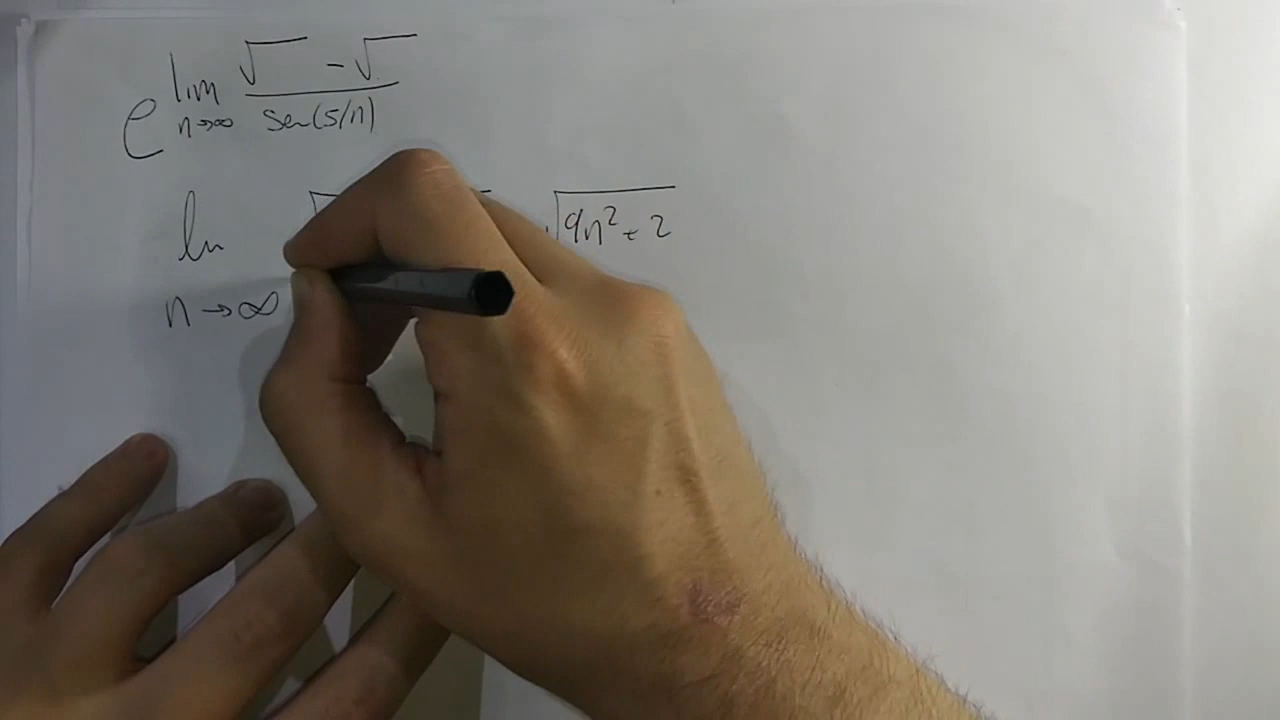 e lim n→∞ √ - √ / sen(5/n)
lim n→∞ √ √9n² + 2